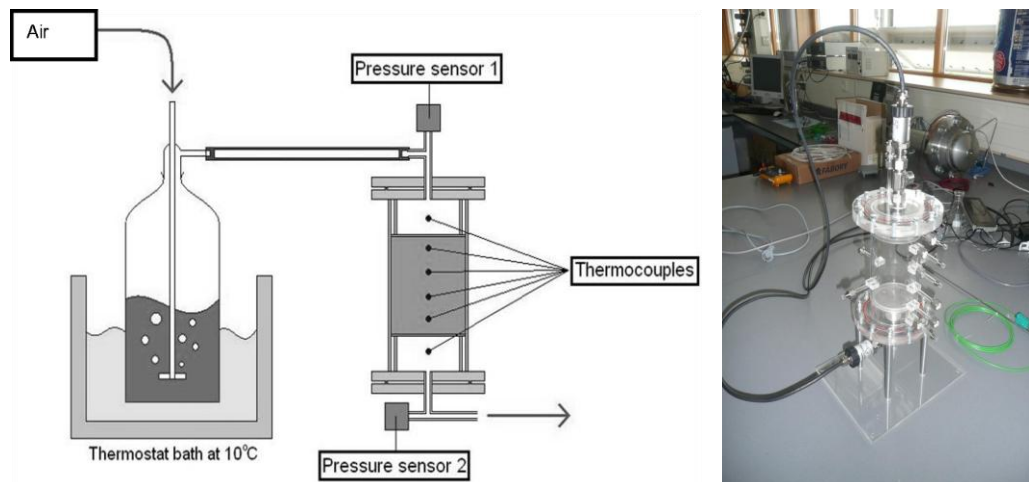 Air
Pressure sensor 1
Thermocouples
Thermostat bath at 10°C
Pressure sensor 2